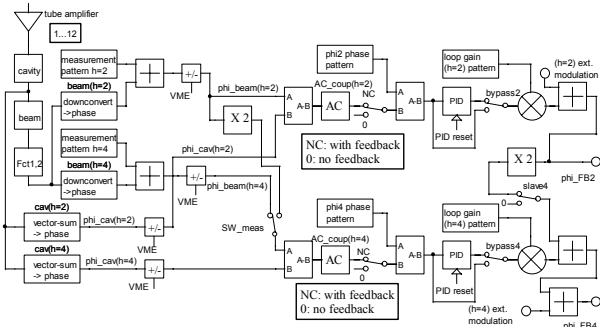 tube amplifier
1...12
cavity
beam
Fct1,2
measurement
pattern h=2
beam(h=2)
downconvert
->phase
measurement
pattern h=4
beam(h=4)
downconvert
->phase
cav(h=2)
vector-sum
-> phase
cav(h=4)
vector-sum
-> phase
phi_cav(h=2)
phi_cav(h=4)
+/-
VME
+/-
VME
+/-
VME
+/-
VME
phi_beam(h=2)
X 2
phi_cav(h=2)
phi_beam(h=4)
SW_meas
phi2 phase
pattern
A
B
A-B
AC_coup(h=2)
AC
NC
0
A
B
A-B
NC: with feedback
0: no feedback
phi4 phase
pattern
A
B
A-B
AC_coup(h=4)
AC
NC
0
A
B
A-B
NC: with feedback
0: no feedback
loop gain
(h=2) pattern
PID
PID reset
bypass2
(h=2) ext.
modulation
X 2
phi_FB2
slave4
0
loop gain
(h=4) pattern
PID
PID reset
bypass4
(h=4) ext.
modulation
phi_FB4